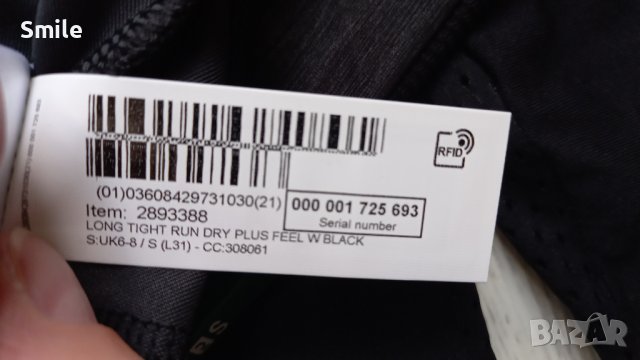 Smile
RFID
(01)03608429731030(21)
000 001 725 693
Serial number
Item: 2893388
LONG TIGHT RUN DRY PLUS FEEL W BLACK
S:UK6-8 / S (L31) - CC:308061
BAZAR